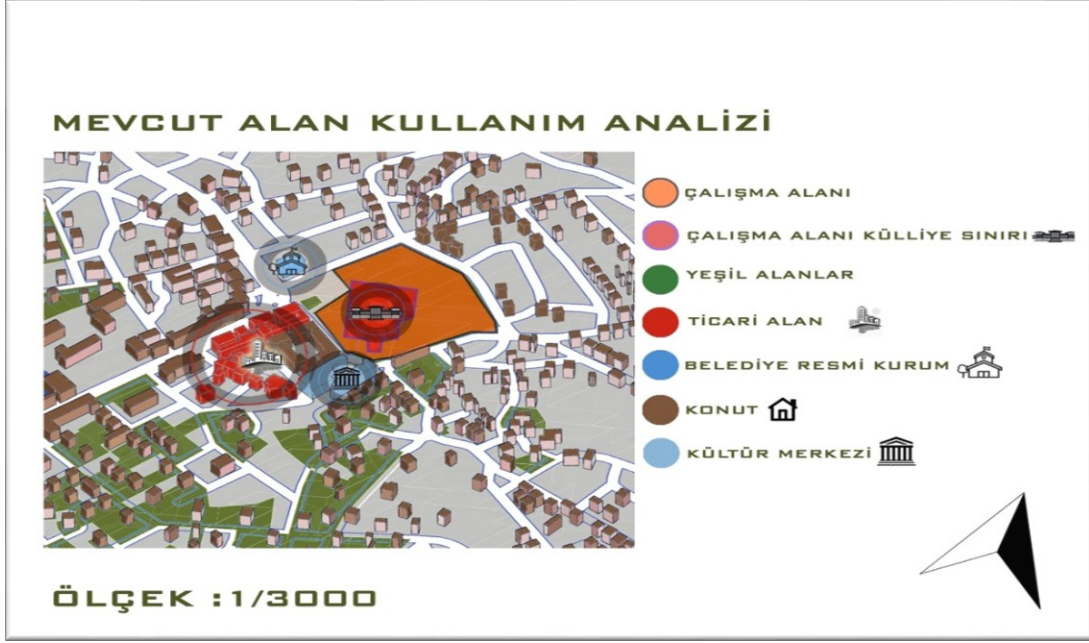 MEVCUT ALAN KULLANIM ANALİZİ
ÇALIŞMA ALANI
ÇALIŞMA ALANI KÜLLİYE SINIRI
YEŞİL ALANLAR
TİCARİ ALAN
BELEDİYE RESMİ KURUM
KONUT
KÜLTÜR MERKEZİ
ÖLÇEK :1/3000